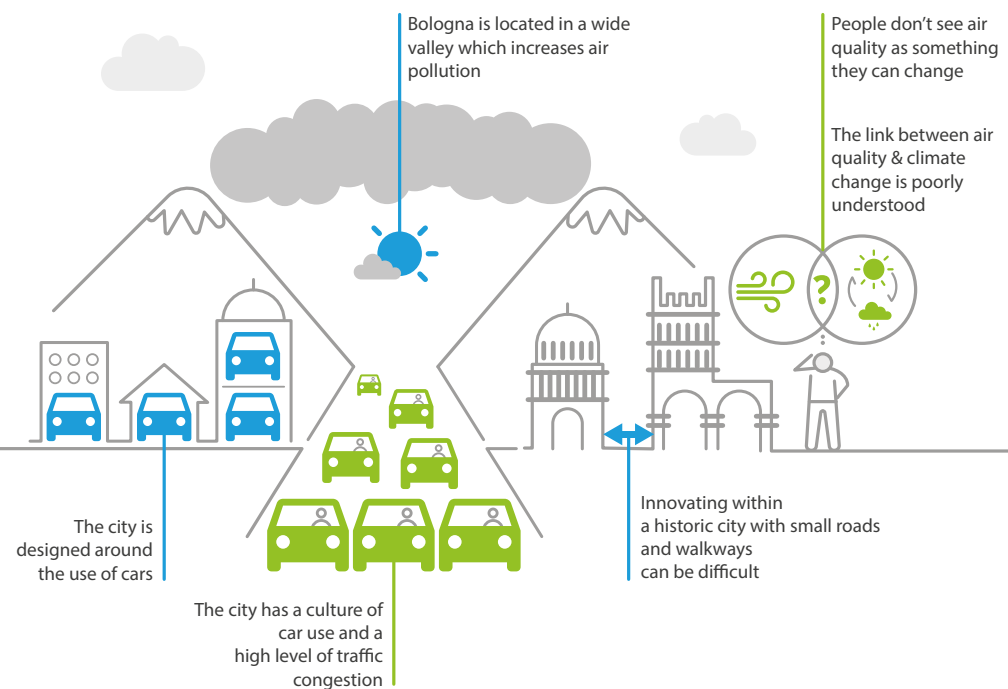 Bologna is located in a wide
valley which increases air
pollution
People don’t see air
quality as something
they can change
The link between air
quality & climate
change is poorly
understood
?
The city is
designed around
the use of cars
Innovating within
a historic city with small roads
and walkways
can be difficult
The city has a culture of
car use and a
high level of traffic
congestion